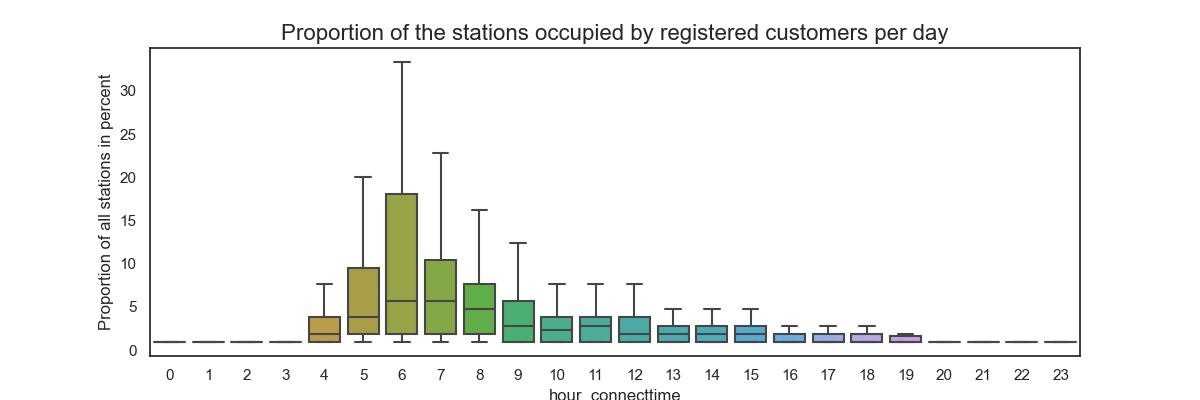 Proportion of the stations occupied by registered customers per day
Proportion of all stations in percent
30
25
20
15
10
5
0
0 1 2 3 4 5 6 7 8 9 10 11 12 13 14 15 16 17 18 19 20 21 22 23
hour_connecttime